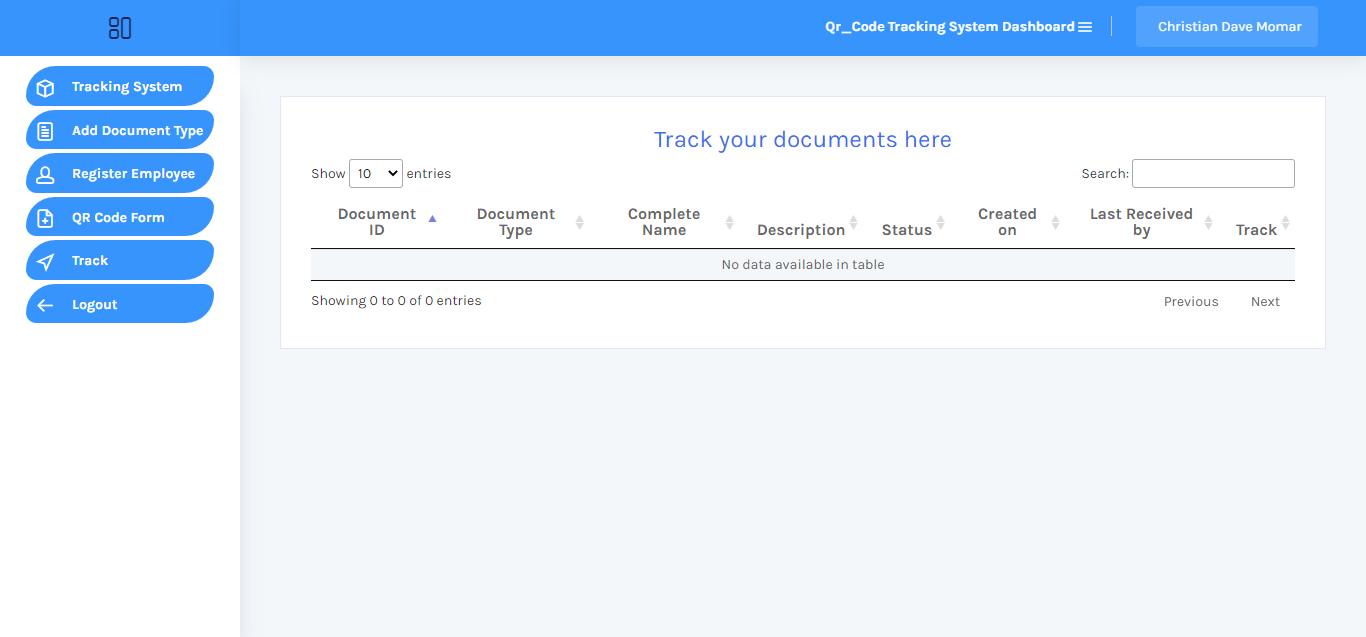 Qr_Code Tracking System Dashboard
Christian Dave Momar
Tracking System
Add Document Type
Register Employee
QR Code Form
Track
Logout
Track your documents here
Show 10 entries
Search:
Document ID
Document Type
Complete Name
Description
Status
Created on
Last Received by
Track
No data available in table
Showing 0 to 0 of 0 entries
Previous
Next